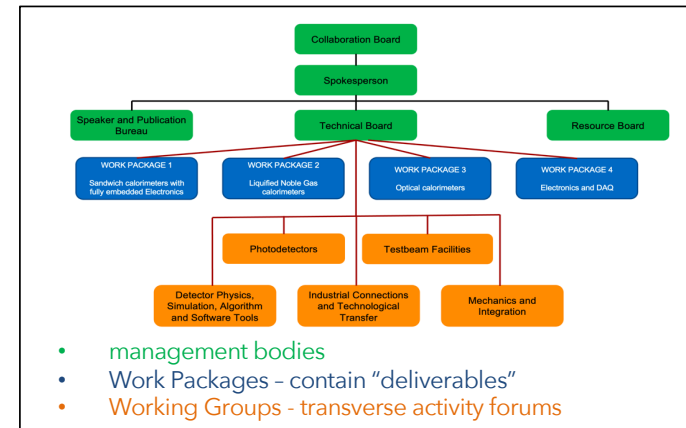 Collaboration Board
Spokesperson
Speaker and Publication
Bureau
Technical Board
Resource Board
WORK PACKAGE 1
Sandwich calorimeters with
fully embedded Electronics
WORK PACKAGE 2
Liquified Noble Gas
calorimeters
WORK PACKAGE 3
Optical calorimeters
WORK PACKAGE 4
Electronics and DAQ
Photodetectors
Testbeam Facilities
Detector Physics,
Simulation, Algorithm
and Software Tools
Industrial Connections
and Technological
Transfer
Mechanics and
Integration
• management bodies
• Work Packages – contain “deliverables”
• Working Groups - transverse activity forums